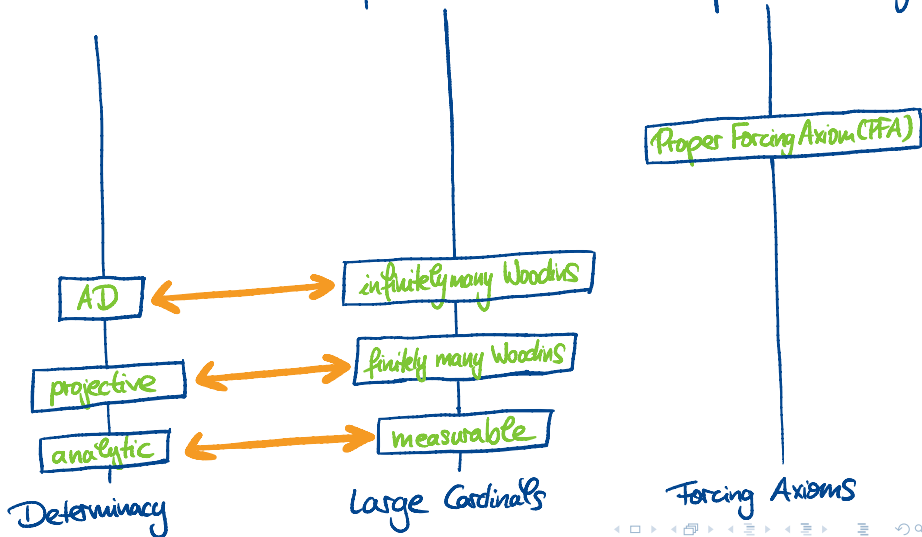 Proper Forcing Axiom (PFA)
infinitely many Woodins
AD
finitely many Woodins
projective
measurable
analytic
Determinacy
Large Cardinals
Forcing Axioms